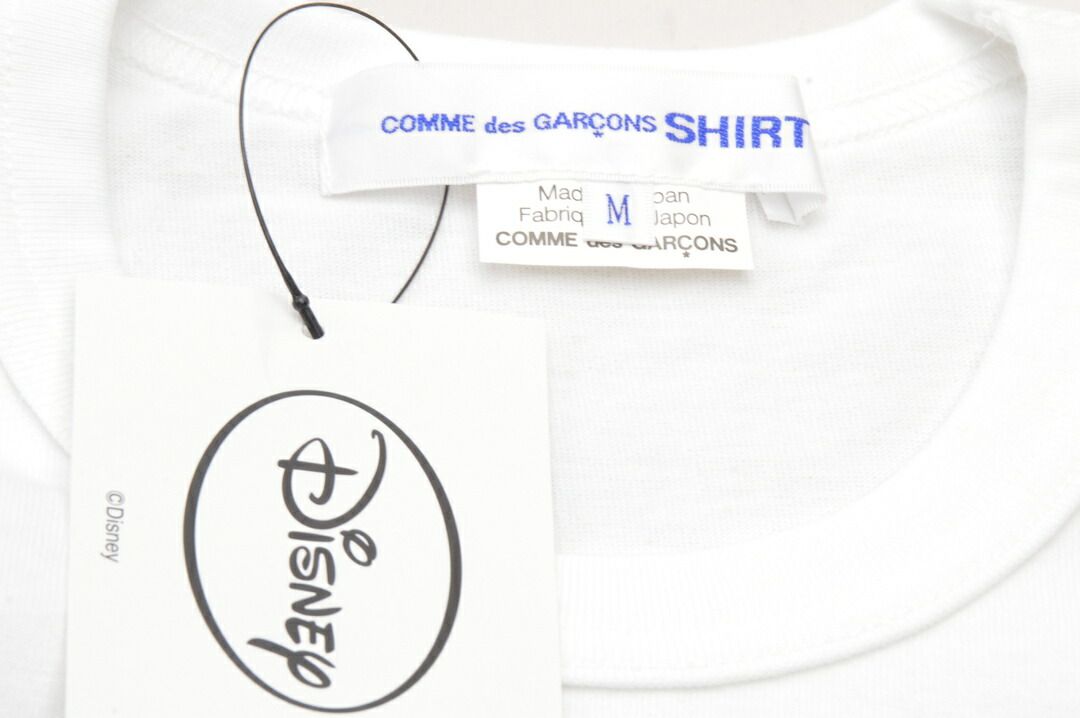 COMME des GARÇONS SHIRT
Mad pan
M
Fabriq Japon
COMME des GARÇONS
Disney
©Disney